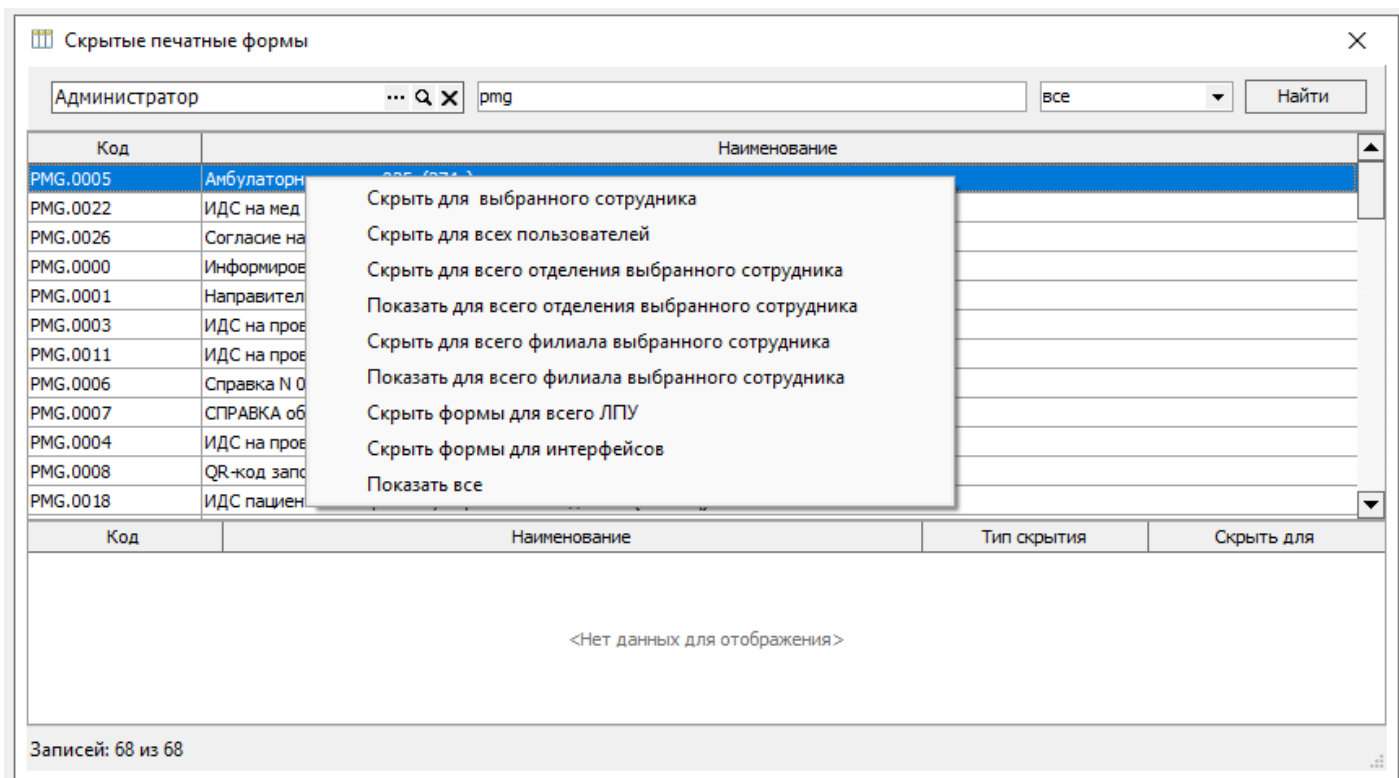 Скрытые печатные формы
Администратор ... pmg все Найти
Код Наименование
PMG.0005 Амбулаторн
PMG.0022 ИДС на мед
PMG.0026 Согласие на
PMG.0000 Информиров
PMG.0001 Направител
PMG.0003 ИДС на пров
PMG.0011 ИДС на пров
PMG.0006 Справка N 0
PMG.0007 СПРАВКА об
PMG.0004 ИДС на пров
PMG.0008 QR-код запо
PMG.0018 ИДС пациен
Скрыть для выбранного сотрудника
Скрыть для всех пользователей
Скрыть для всего отделения выбранного сотрудника
Показать для всего отделения выбранного сотрудника
Скрыть для всего филиала выбранного сотрудника
Показать для всего филиала выбранного сотрудника
Скрыть формы для всего ЛПУ
Скрыть формы для интерфейсов
Показать все
Код Наименование Тип скрытия Скрыть для
<Нет данных для отображения>
Записей: 68 из 68